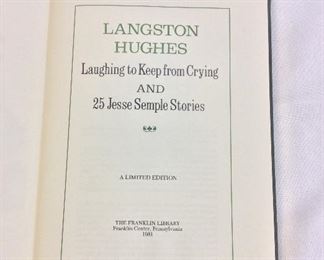 LANGSTON
HUGHES
Laughing to Keep from Crying
AND
25 Jesse Semple Stories
A LIMITED EDITION
THE FRANKLIN LIBRARY
Franklin Center, Pennsylvania
1981